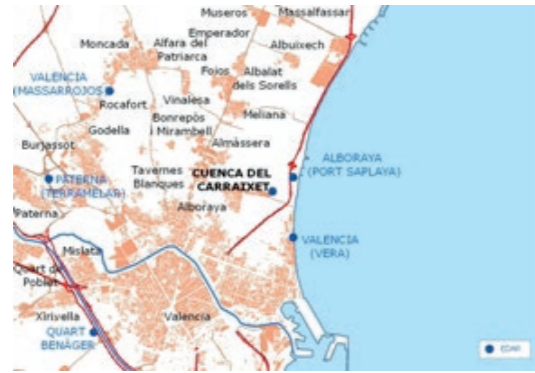 Museros
Massalfassar
Emperador
Moncada
Alfara del
Patriarca
Albuixech
VALENCIA
(MASSARROJOS)
Foios
Albalat
dels Sorells
Rocafort
Vinalesa
Meliana
Godella
Bonrepòs
i Mirambell
Almàssera
Burjassot
ALBORAYA
(PORT SAPLAYA)
Tavernes
Blanques
CUENCA DEL
CARRAIXET
PATERNA
(TERRAMELAR)
Alboraya
Paterna
VALENCIA
(VERA)
Mislata
Quart de
Poblet
Xirivella
Valencia
QUART
BENÀGER
EDAR